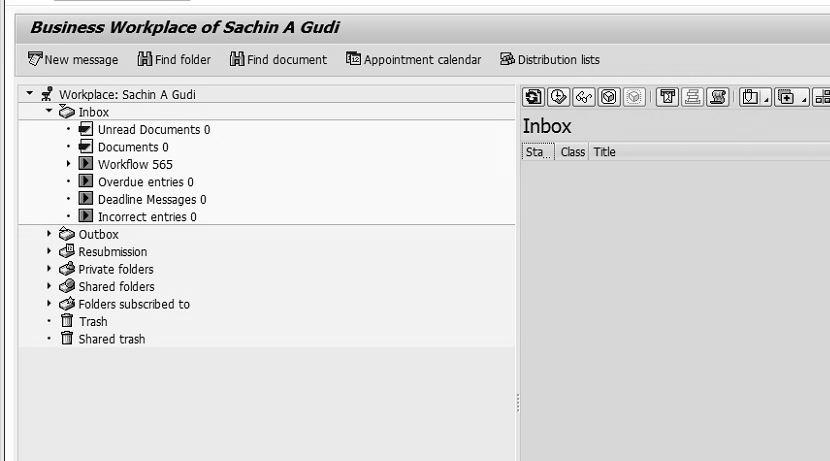 Business Workplace of Sachin A Gudi
New message Find folder Find document Appointment calendar Distribution lists
Workplace: Sachin A Gudi
Inbox
Unread Documents 0
Documents 0
Workflow 565
Overdue entries 0
Deadline Messages 0
Incorrect entries 0
Outbox
Resubmission
Private folders
Shared folders
Folders subscribed to
Trash
Shared trash
Inbox
Sta... Class Title